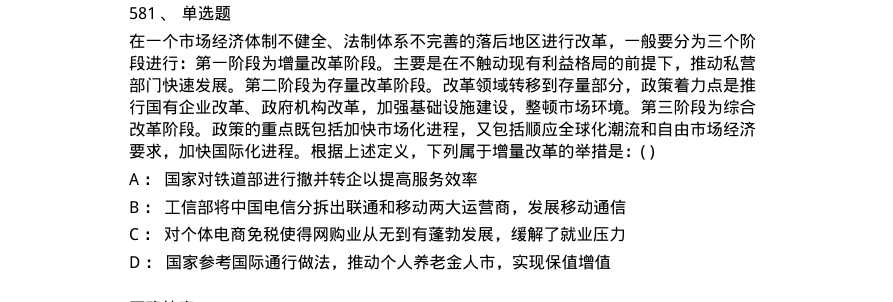 581 、 单选题
在一个市场经济体制不健全、法制体系不完善的落后地区进行改革，一般要分为三个阶
段进行：第一阶段为增量改革阶段。主要是在不触动现有利益格局的前提下，推动私营
部门快速发展。第二阶段为存量改革阶段。改革领域转移到存量部分，政策着力点是推
行国有企业改革、政府机构改革，加强基础设施建设，整顿市场环境。第三阶段为综合
改革阶段。政策的重点既包括加快市场化进程，又包括顺应全球化潮流和自由市场经济
要求，加快国际化进程。根据上述定义，下列属于增量改革的举措是：( )
A ： 国家对铁道部进行撤并转企以提高服务效率
B ： 工信部将中国电信分拆出联通和移动两大运营商，发展移动通信
C ： 对个体电商免税使得网购业从无到有蓬勃发展，缓解了就业压力
D ： 国家参考国际通行做法，推动个人养老金人市，实现保值增值